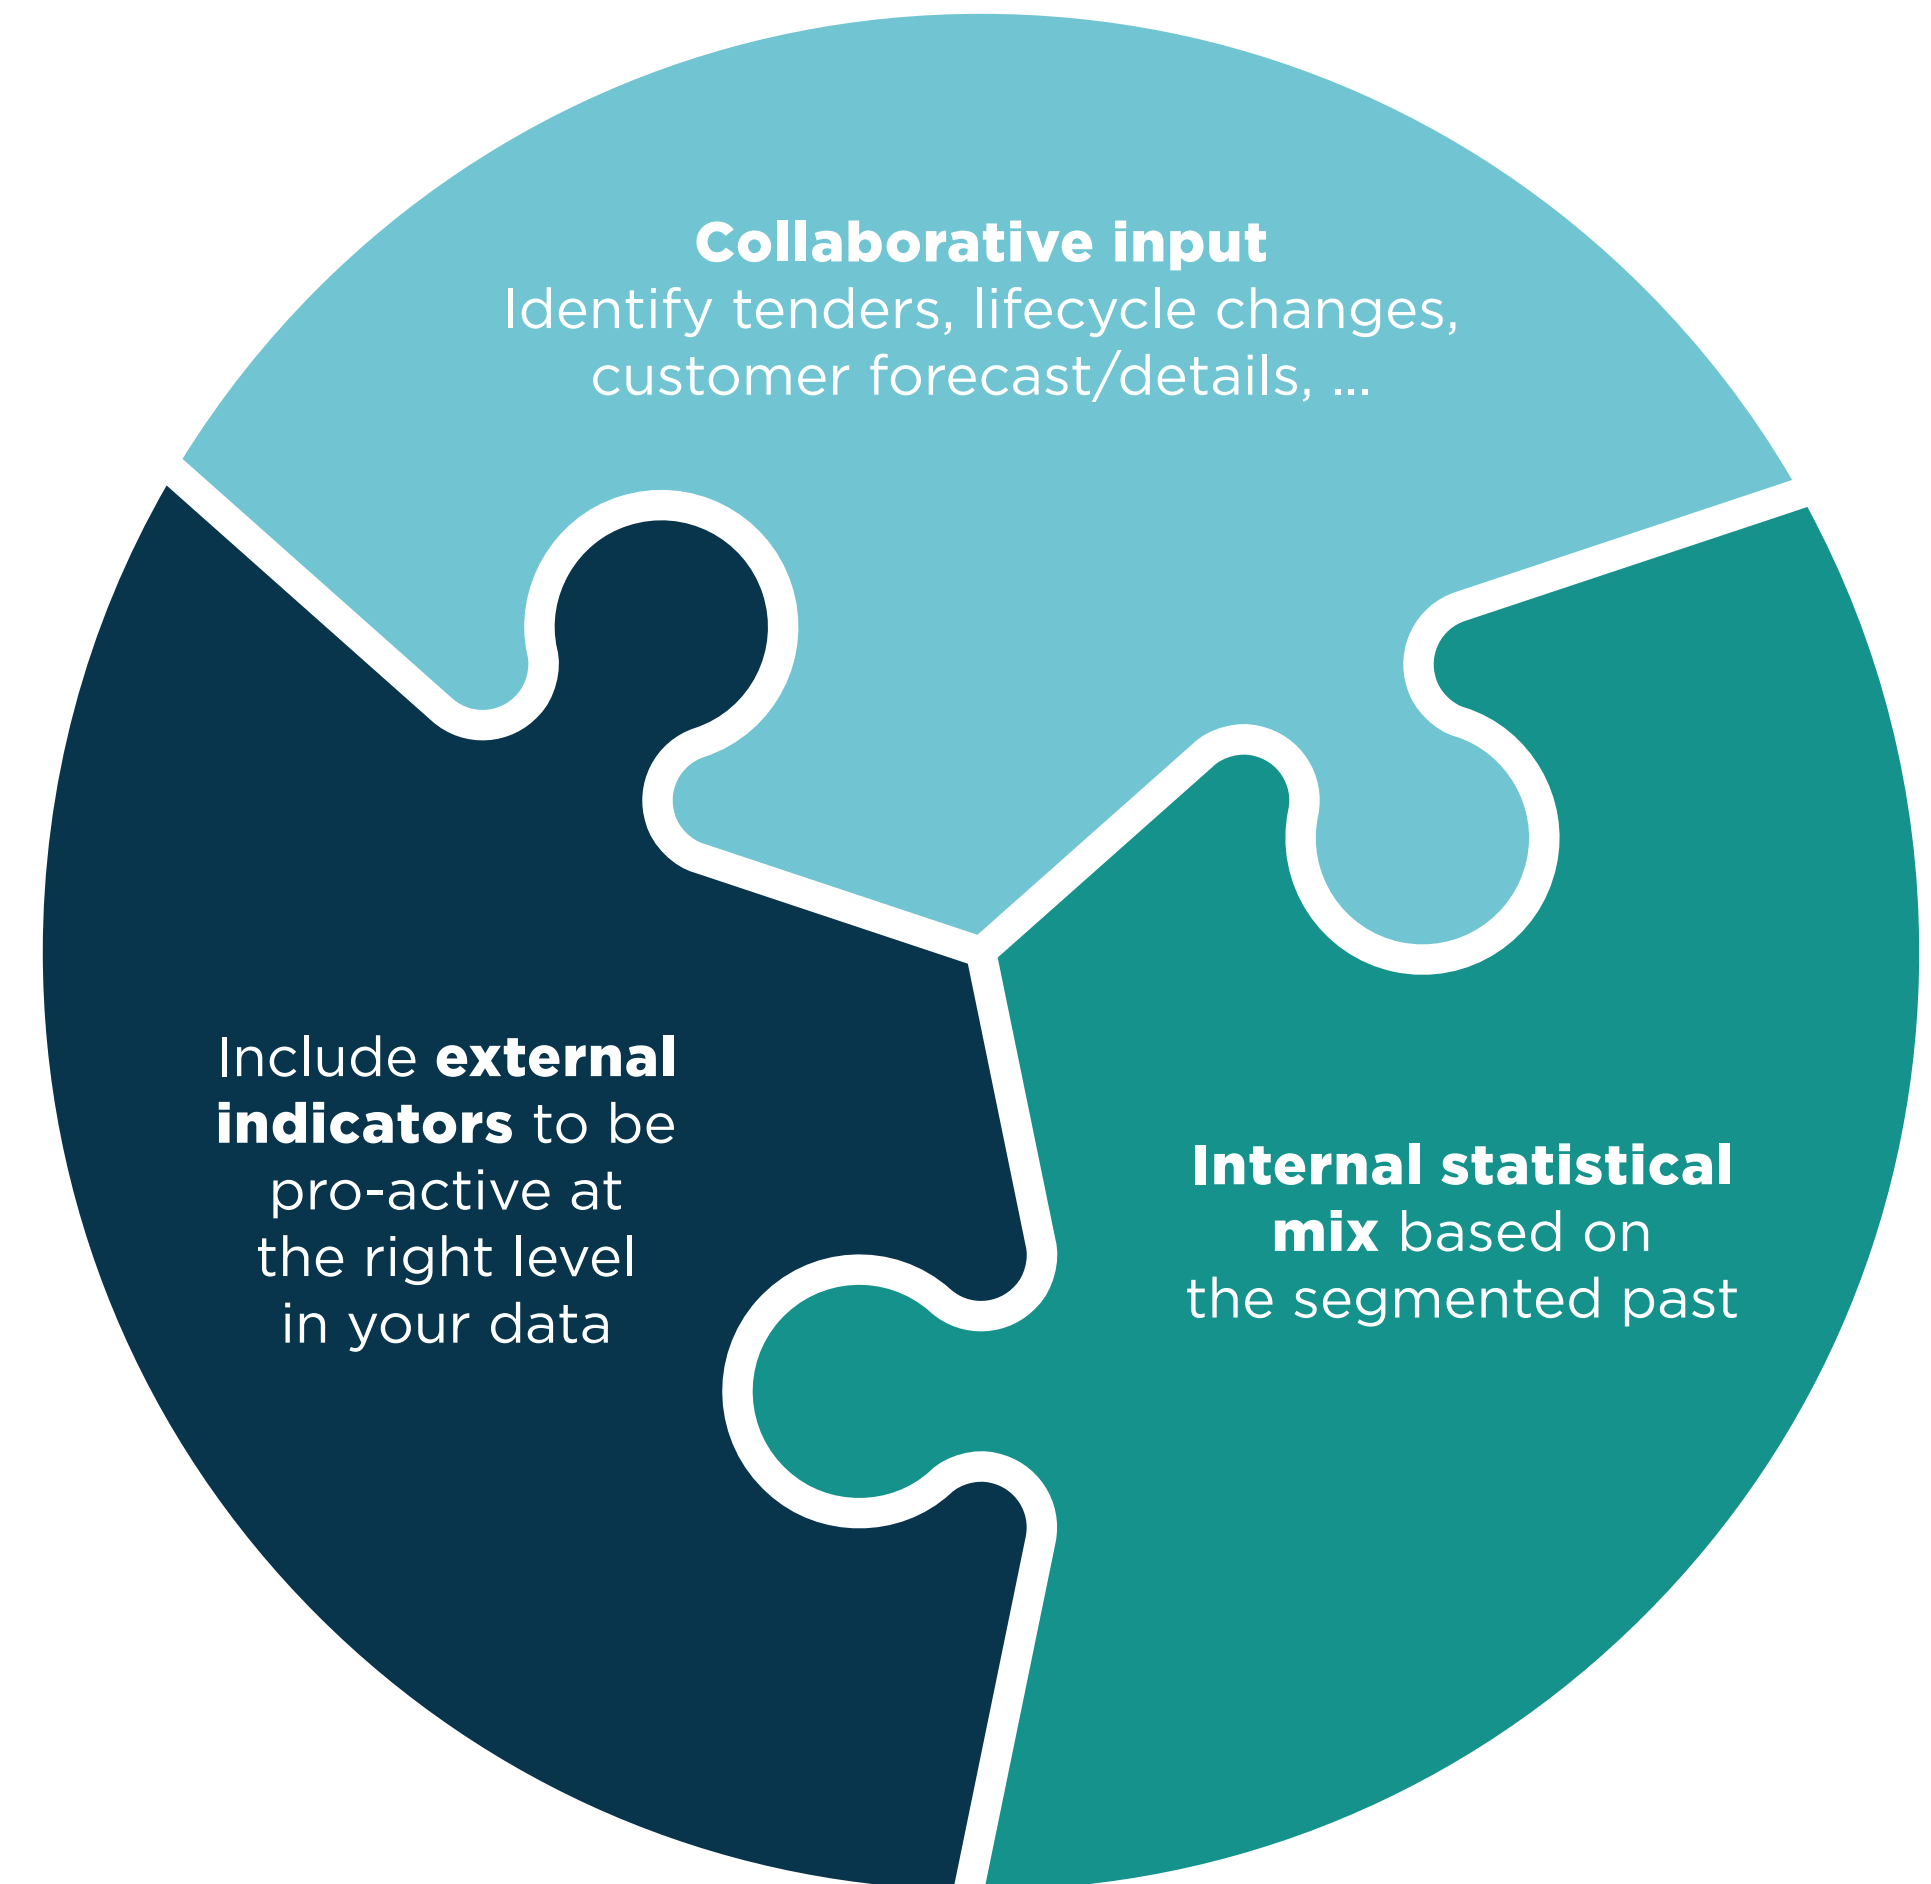 Collaborative input
Identify tenders, lifecycle changes,
customer forecast/details, ...
Include external
indicators to be
pro-active at
the right level
in your data
Internal statistical
mix based on
the segmented past